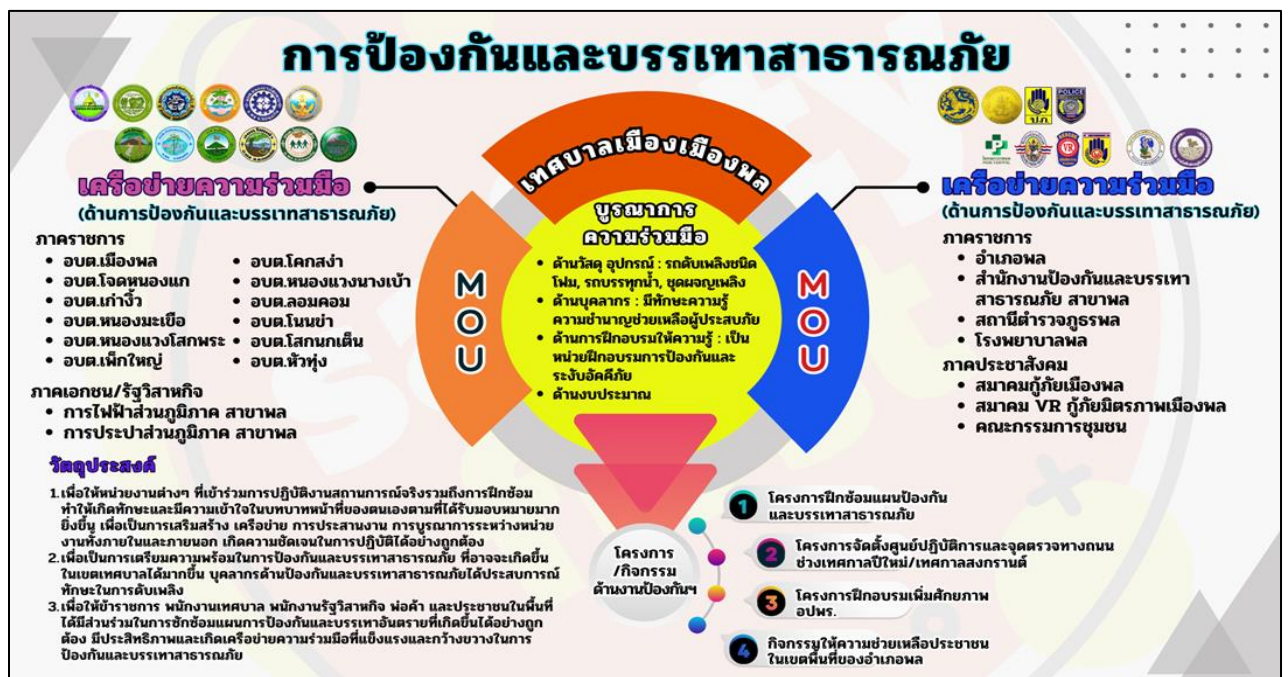 การป้องกันและบรรเทาสาธารณภัย
เครือข่ายความร่วมมือ
(ด้านการป้องกันและบรรเทาสาธารณภัย)
ภาคราชการ
• อบต.เมืองพล
• อบต.โจดหนองแก
• อบต.เก่างิ้ว
• อบต.หนองมะเขือ
• อบต.หนองแวงโสกพระ
• อบต.เพ็กใหญ่
• อบต.โคกสง่า
• อบต.หนองแวงนางเบ้า
• อบต.ลอมคอม
• อบต.โนนข่า
• อบต.โสกนกเต็น
• อบต.หัวทุ่ง
ภาคเอกชน/รัฐวิสาหกิจ
• การไฟฟ้าส่วนภูมิภาค สาขาพล
• การประปาส่วนภูมิภาค สาขาพล
เทศบาลเมืองเมืองพล
MOU
บูรณาการ
ความร่วมมือ
• ด้านวัสดุ อุปกรณ์ : รถดับเพลิงชนิด
โฟม, รถบรรทุกน้ำ, ชุดผจญเพลิง
• ด้านบุคลากร : มีทักษะความรู้
ความชำนาญช่วยเหลือผู้ประสบภัย
• ด้านการฝึกอบรมให้ความรู้ : เป็น
หน่วยฝึกอบรมการป้องกันและ
ระงับอัคคีภัย
• ด้านงบประมาณ
MOU
ปภ
POLICE
VR
เครือข่ายความร่วมมือ
(ด้านการป้องกันและบรรเทาสาธารณภัย)
ภาคราชการ
• อำเภอพล
• สำนักงานป้องกันและบรรเทา
สาธารณภัย สาขาพล
• สถานีตำรวจภูธรพล
• โรงพยาบาลพล
ภาคประชาสังคม
• สมาคมกู้ภัยเมืองพล
• สมาคม VR กู้ภัยมิตรภาพเมืองพล
• คณะกรรมการชุมชน
วัตถุประสงค์
1.เพื่อให้หน่วยงานต่างๆ ที่เข้าร่วมการปฏิบัติงานสถานการณ์จริงรวมถึงการฝึกซ้อม
ทำให้เกิดทักษะและมีความเข้าใจในบทบาทหน้าที่ของตนเองตามที่ได้รับมอบหมายมาก
ยิ่งขึ้น เพื่อเป็นการเสริมสร้าง เครือข่าย การประสานงาน การบูรณาการระหว่างหน่วย
งานทั้งภายในและภายนอก เกิดความชัดเจนในการปฏิบัติได้อย่างถูกต้อง
2.เพื่อเป็นการเตรียมความพร้อมในการป้องกันและบรรเทาสาธารณภัย ที่อาจจะเกิดขึ้น
ในเขตเทศบาลได้มากขึ้น บุคลากรด้านป้องกันและบรรเทาสาธารณภัยได้ประสบการณ์
ทักษะในการดับเพลิง
3.เพื่อให้ข้าราชการ พนักงานเทศบาล พนักงานรัฐวิสาหกิจ พ่อค้า และประชาชนในพื้นที่
ได้มีส่วนร่วมในการซักซ้อมแผนการป้องกันและบรรเทาอันตรายที่เกิดขึ้นได้อย่างถูก
ต้อง มีประสิทธิภาพและเกิดเครือข่ายความร่วมมือที่แข็งแรงและกว้างขวางในการ
ป้องกันและบรรเทาสาธารณภัย
โครงการ
/กิจกรรม
ด้านงานป้องกันฯ
1 โครงการฝึกซ้อมแผนป้องกัน
และบรรเทาสาธารณภัย
2 โครงการจัดตั้งศูนย์ปฏิบัติการและจุดตรวจทางถนน
ช่วงเทศกาลปีใหม่/เทศกาลสงกรานต์
3 โครงการฝึกอบรมเพิ่มศักยภาพ
อปพร.
4 กิจกรรมให้ความช่วยเหลือประชาชน
ในเขตพื้นที่ของอำเภอพล